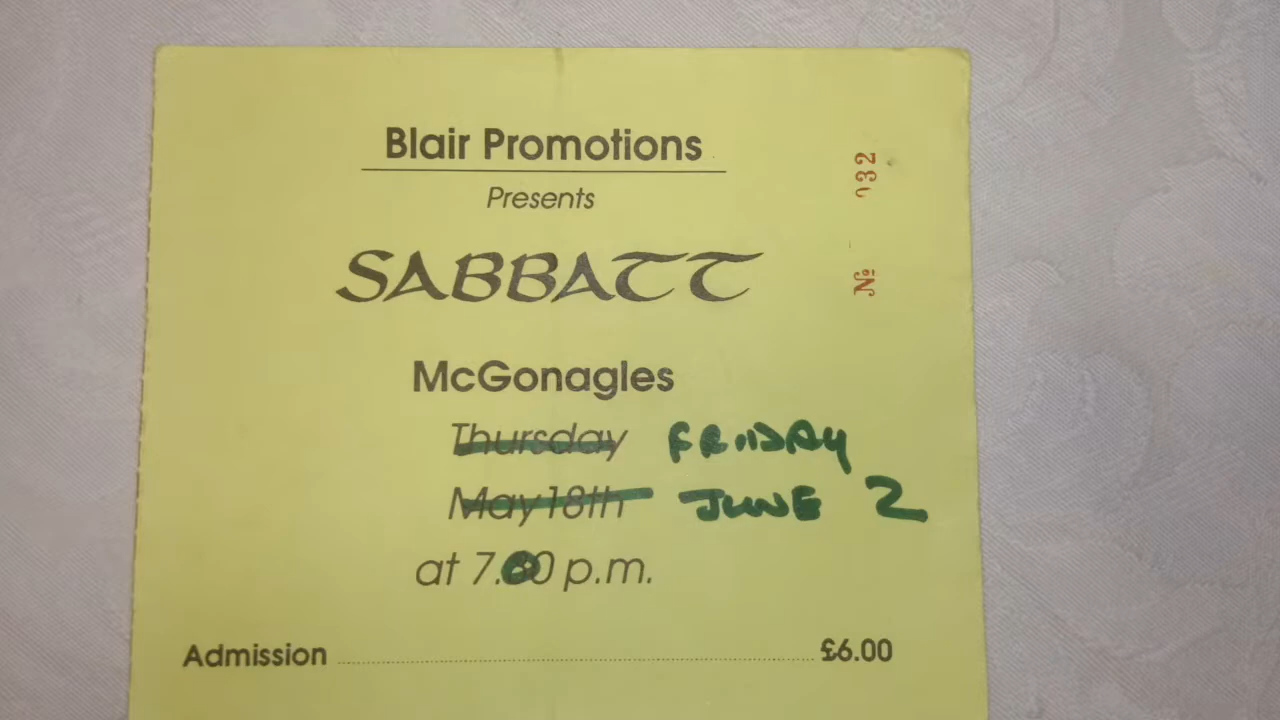 Blair Promotions
Presents
SABBATT
McGonagles
Thursday FRIDAY
May 18th JUNE 2
at 7.00 p.m.
Admission £6.00
№ 032